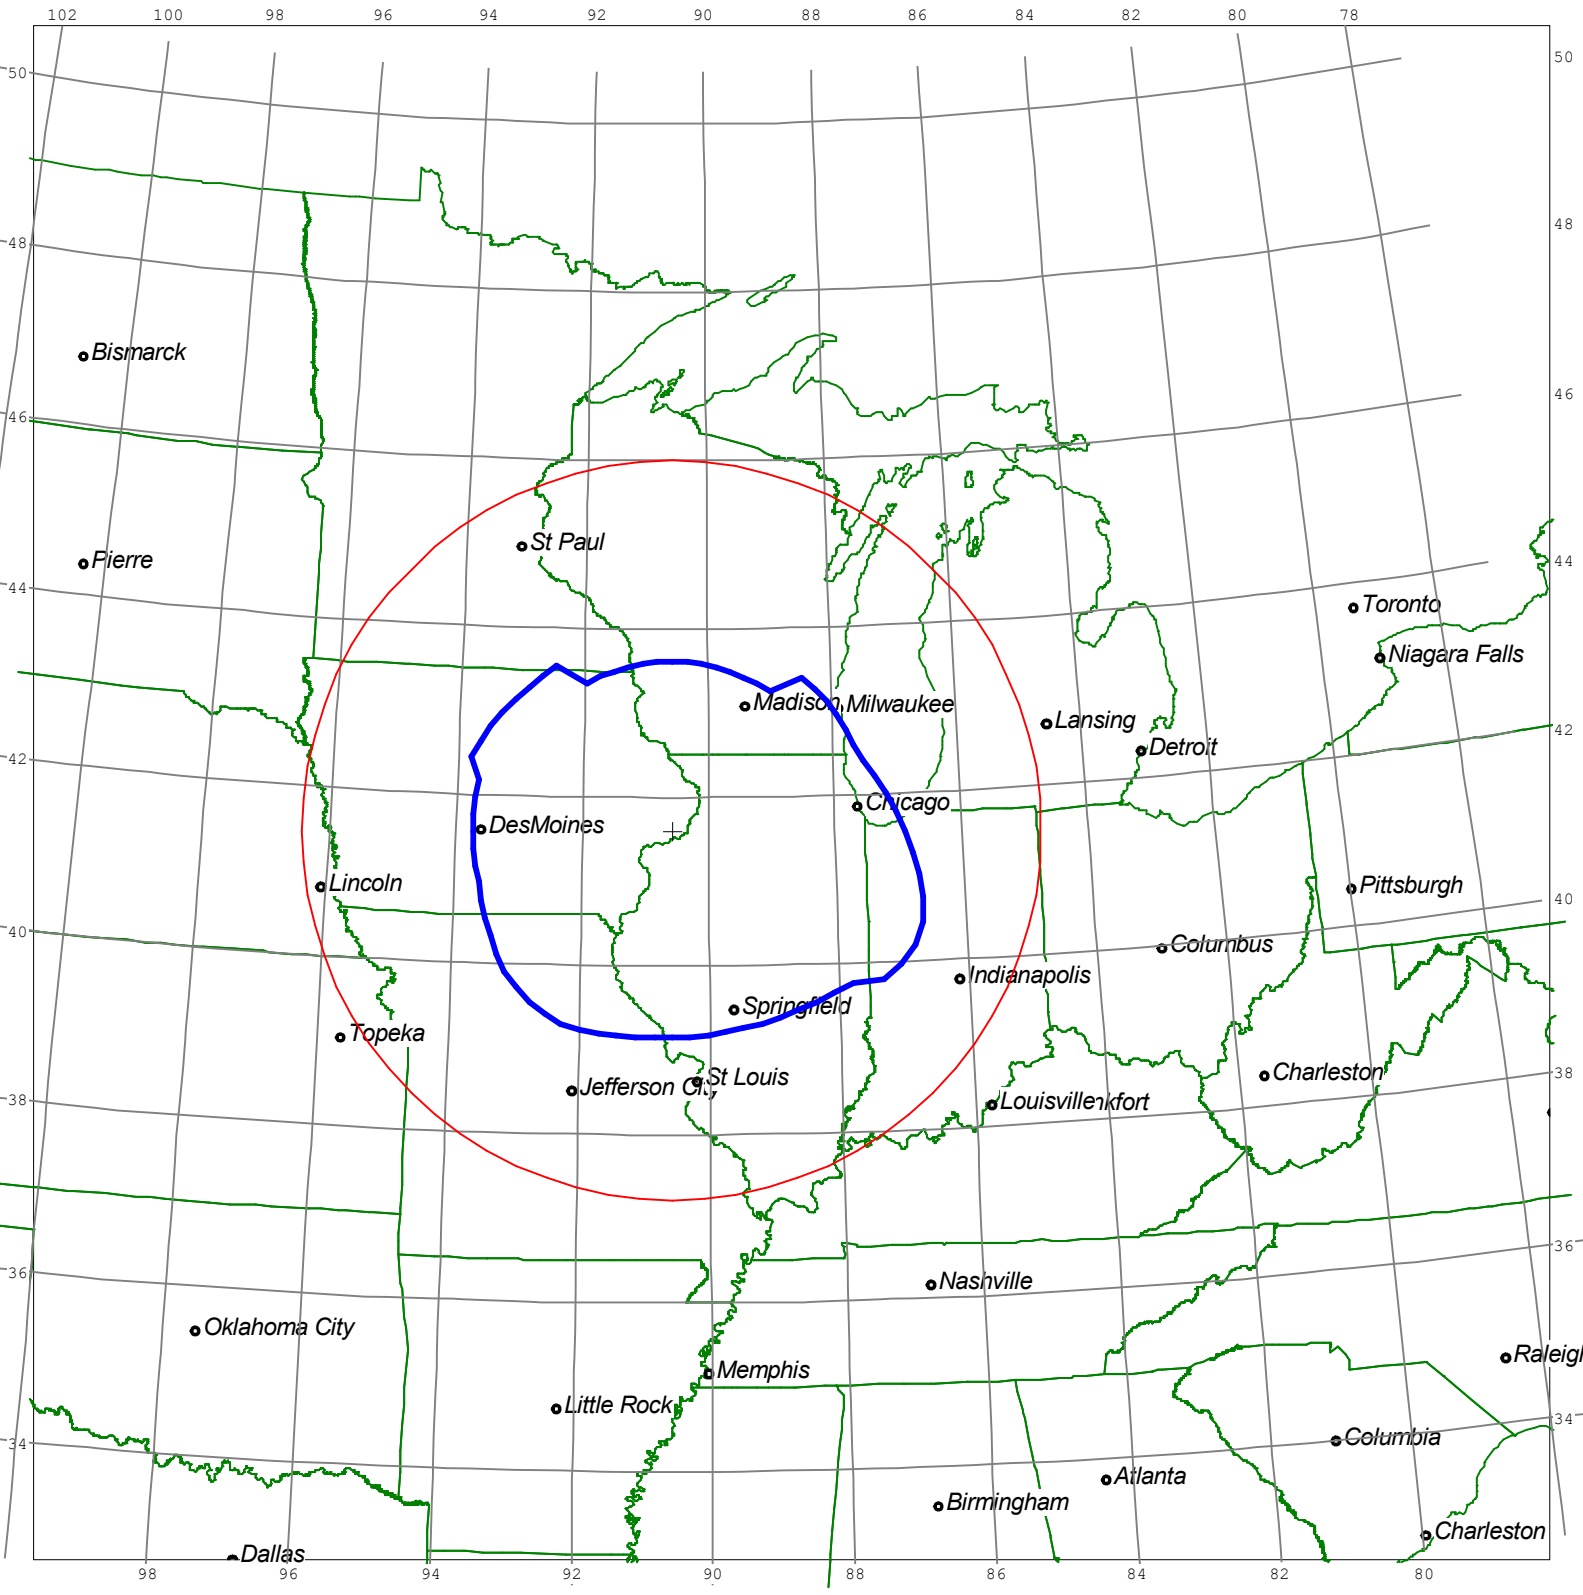 102 100 98 96 94 92 90 88 86 84 82 80 78
50 50
48 48
Bismarck
46 46
St Paul
Pierre
44 44
Toronto
Niagara Falls
Madison Milwaukee
Lansing
Detroit
42 42
Chicago
DesMoines
Lincoln
Pittsburgh
40 40
Columbus
Indianapolis
Springfield
Topeka
Charleston
38 38
St Louis
Jefferson City
Louisville nkfort
36 36
Nashville
Oklahoma City
Raleigh
Memphis
Little Rock
34 34
Columbia
Atlanta
Birmingham
Charleston
Dallas
98 96 94 92 90 88 86 84 82 80